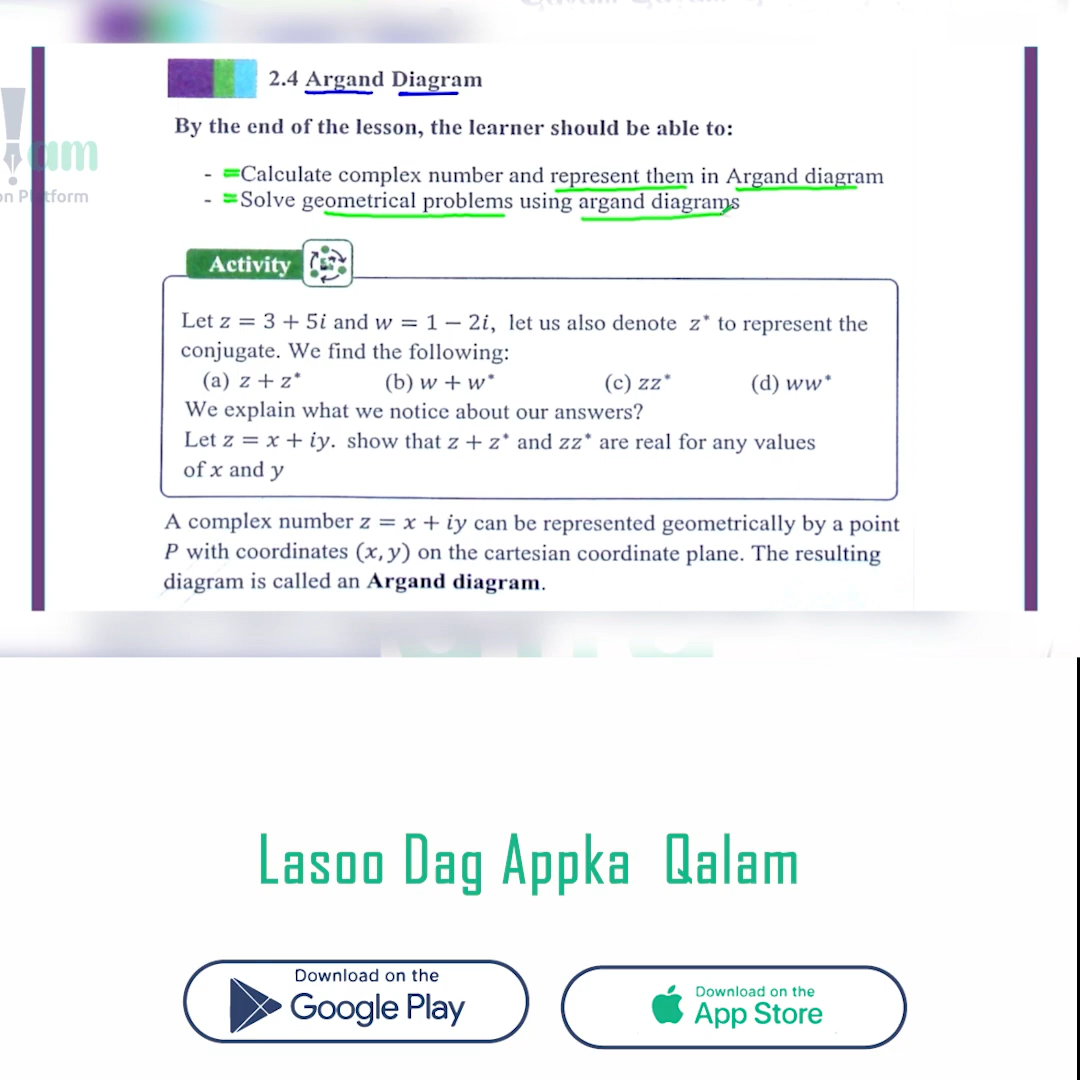 2.4 Argand Diagram
By the end of the lesson, the learner should be able to:
- Calculate complex number and represent them in Argand diagram
- Solve geometrical problems using argand diagrams
am
on Platform
Activity
Let z = 3 + 5i and w = 1 − 2i, let us also denote z* to represent the
conjugate. We find the following:
(a) z + z* (b) w + w* (c) zz* (d) ww*
We explain what we notice about our answers?
Let z = x + iy. show that z + z* and zz* are real for any values
of x and y
A complex number z = x + iy can be represented geometrically by a point
P with coordinates (x, y) on the cartesian coordinate plane. The resulting
diagram is called an Argand diagram.
Lasoo Dag Appka Qalam
Download on the
Google Play
Download on the
App Store